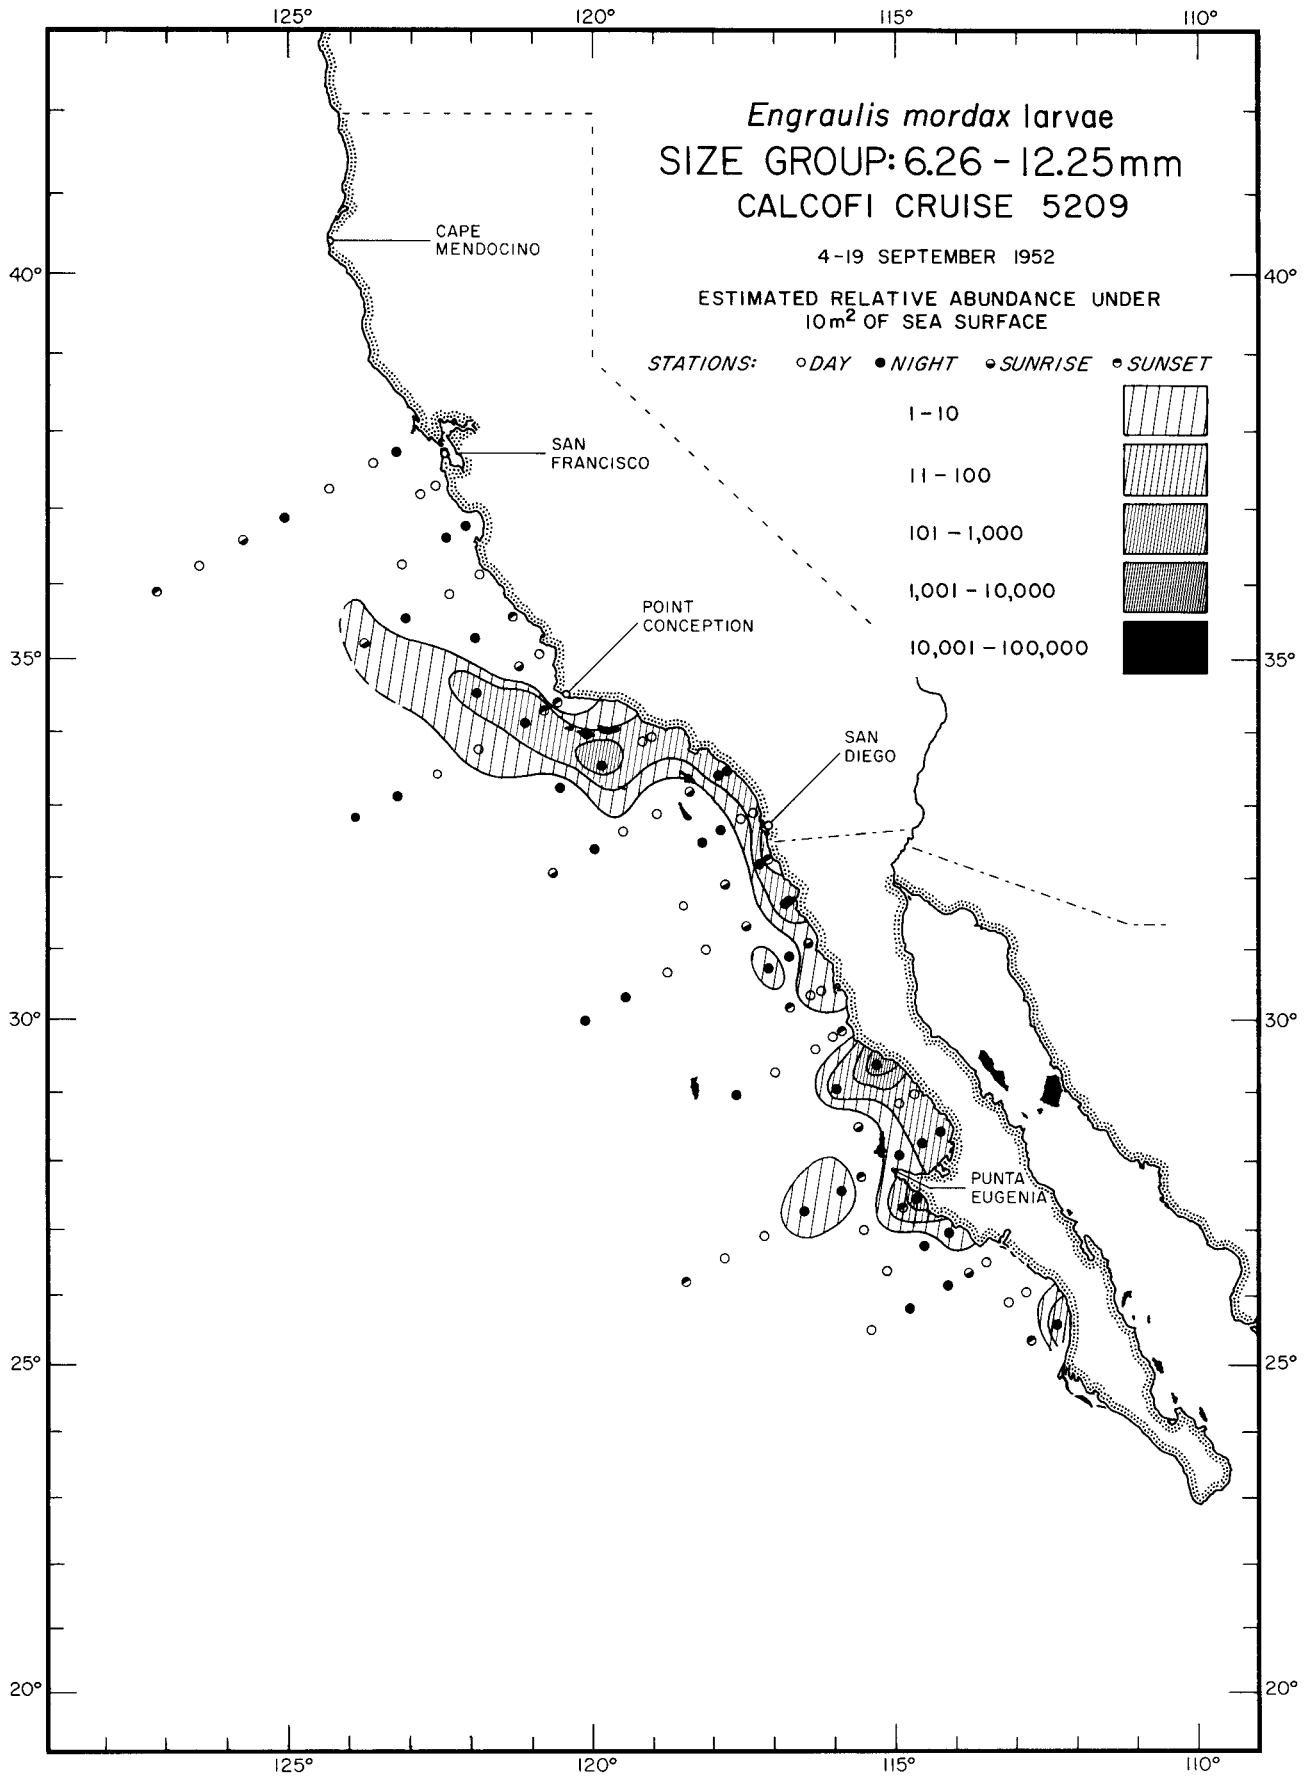 125° 120° 115° 110°
Engraulis mordax larvae
SIZE GROUP: 6.26 – 12.25mm
CALCOFI CRUISE 5209
4–19 SEPTEMBER 1952
ESTIMATED RELATIVE ABUNDANCE UNDER
10m² OF SEA SURFACE
STATIONS: ○ DAY ● NIGHT SUNRISE SUNSET
1–10
11–100
101–1,000
1,001–10,000
10,001–100,000
CAPE
MENDOCINO
40° 40°
SAN
FRANCISCO
POINT
CONCEPTION
35° 35°
SAN
DIEGO
30° 30°
PUNTA
EUGENIA
25° 25°
20° 20°
125° 120° 115° 110°